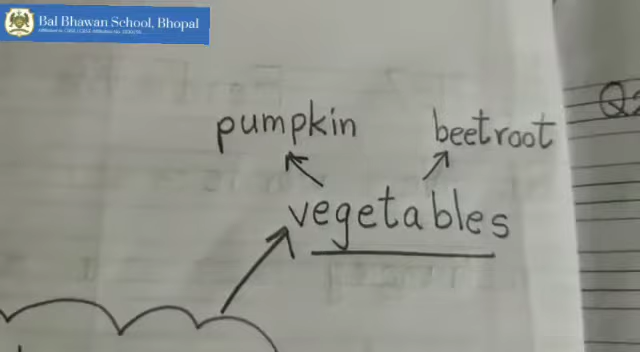 Bal Bhawan School, Bhopal
pumpkin
beetroot
vegetables